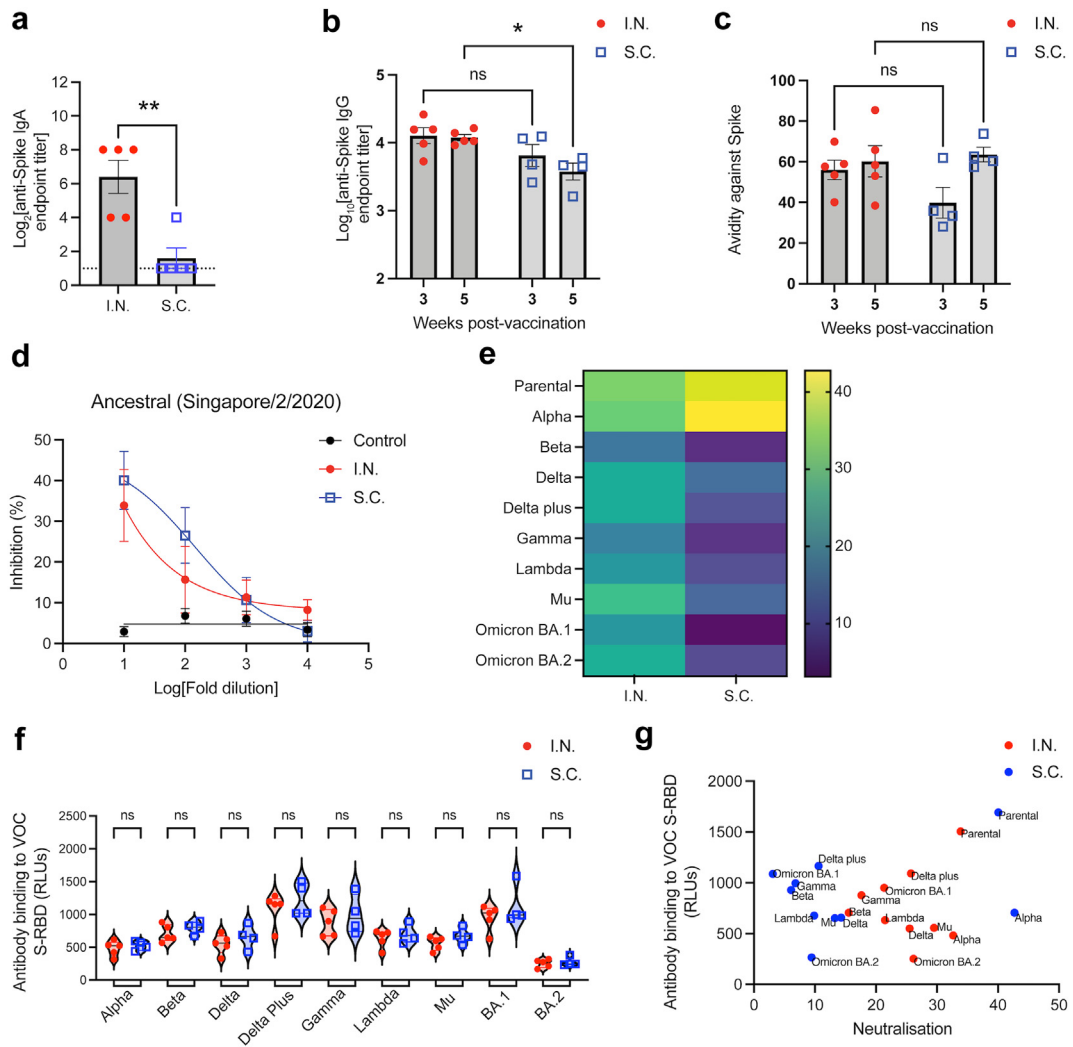 a
Log2[anti-Spike IgA
endpoint titer]
12
10
8
6
4
2
0
**
I.N.
S.C.
b
I.N.
S.C.
*
ns
Log10[anti-Spike IgG
endpoint titer]
5
4
3
2
3
5
3
5
Weeks post-vaccination
c
I.N.
S.C.
ns
ns
Avidity against Spike
100
80
60
40
20
0
3
5
3
5
Weeks post-vaccination
d
Ancestral (Singapore/2/2020)
Control
I.N.
S.C.
Inhibition (%)
50
40
30
20
10
0
0
1
2
3
4
5
Log[Fold dilution]
e
Parental
Alpha
Beta
Delta
Delta plus
Gamma
Lambda
Mu
Omicron BA.1
Omicron BA.2
I.N.
S.C.
40
30
20
10
f
I.N.
S.C.
Antibody binding to VOC
S-RBD (RLUs)
2500
2000
1500
1000
500
0
ns
ns
ns
ns
ns
ns
ns
ns
ns
Alpha
Beta
Delta
Delta Plus
Gamma
Lambda
Mu
BA.1
BA.2
g
I.N.
S.C.
Antibody binding to VOC S-RBD
(RLUs)
2000
1500
1000
500
0
Parental
Parental
Delta plus
Omicron BA.1
Gamma
Beta
Delta plus
Omicron BA.1
Gamma
Lambda
Mu
Delta
Beta
Lambda
Delta
Mu
Alpha
Alpha
Omicron BA.2
Omicron BA.2
0
10
20
30
40
50
Neutralisation